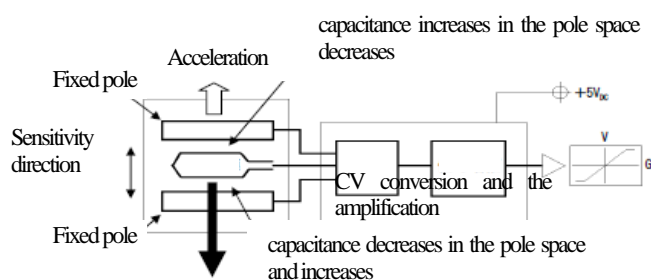 capacitance increases in the pole space
decreases
Acceleration
Fixed pole
+5V_DC
Sensitivity
direction
V
G
CV conversion and the
amplification
Fixed pole
capacitance decreases in the pole space
and increases